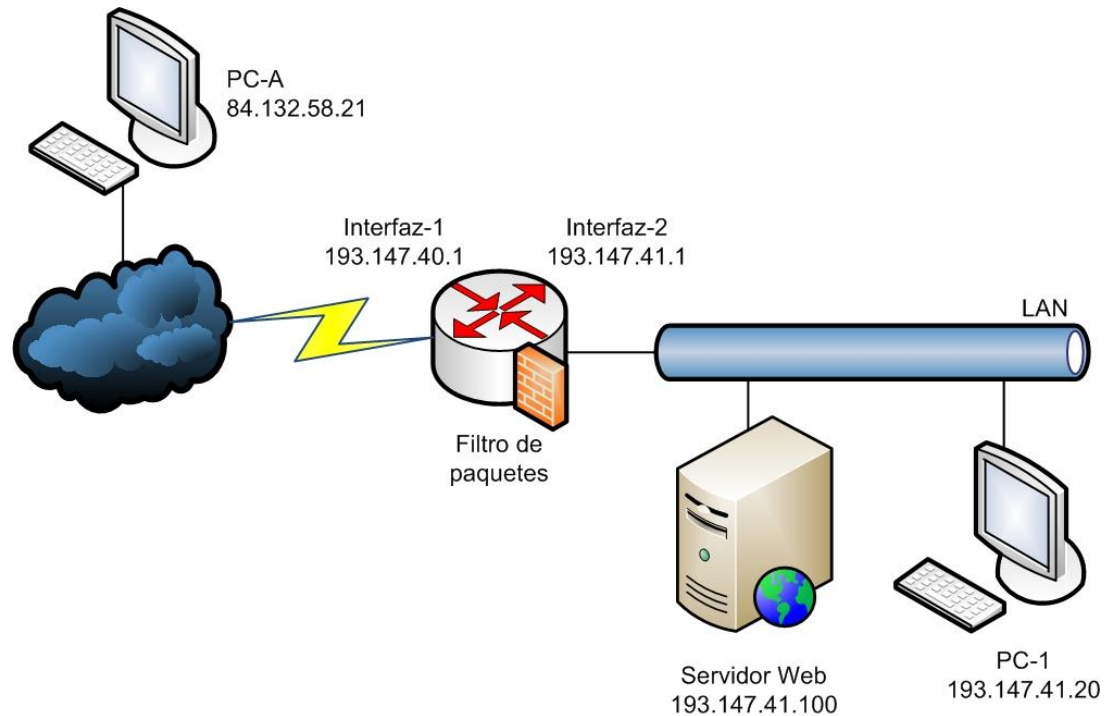 PC-A
84.132.58.21
Interfaz-1
193.147.40.1
Interfaz-2
193.147.41.1
LAN
Filtro de
paquetes
Servidor Web
193.147.41.100
PC-1
193.147.41.20